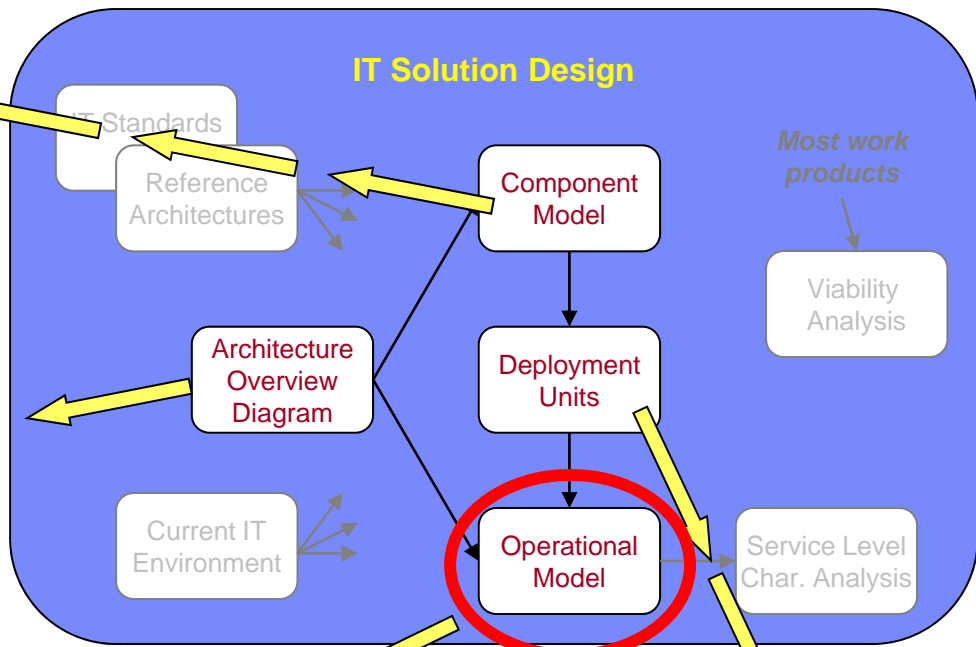 IT Solution Design
IT Standards
Reference
Architectures
Component
Model
Most work
products
Viability
Analysis
Architecture
Overview
Diagram
Deployment
Units
Current IT
Environment
Operational
Model
Service Level
Char. Analysis